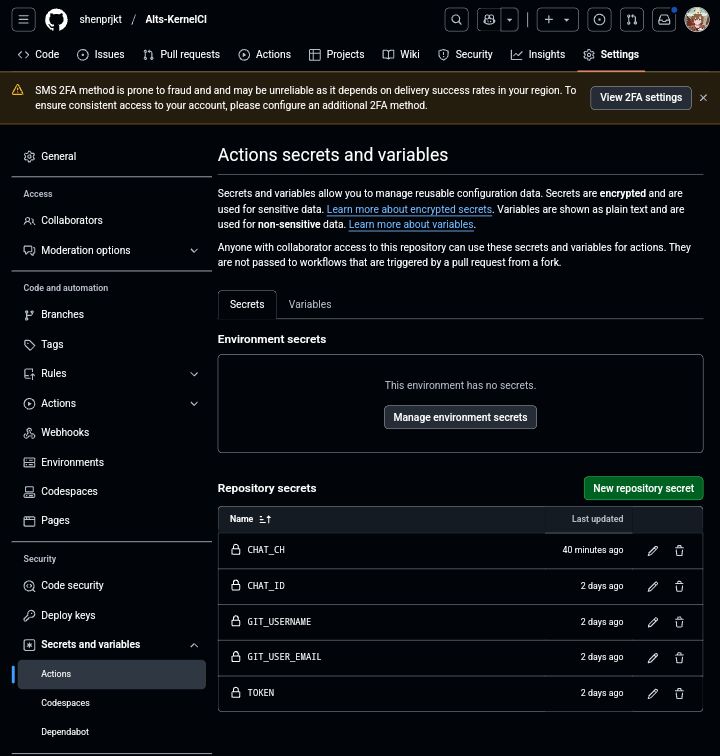 shenprjkt / Alts-KernelCI
Code Issues Pull requests Actions Projects Wiki Security Insights Settings
SMS 2FA method is prone to fraud and and may be unreliable as it depends on delivery success rates in your region. To
ensure consistent access to your account, please configure an additional 2FA method.
View 2FA settings
General
Access
Collaborators
Moderation options
Code and automation
Branches
Tags
Rules
Actions
Webhooks
Environments
Codespaces
Pages
Security
Code security
Deploy keys
Secrets and variables
Actions
Codespaces
Dependabot
Actions secrets and variables
Secrets and variables allow you to manage reusable configuration data. Secrets are encrypted and are
used for sensitive data. Learn more about encrypted secrets. Variables are shown as plain text and are
used for non-sensitive data. Learn more about variables.
Anyone with collaborator access to this repository can use these secrets and variables for actions. They
are not passed to workflows that are triggered by a pull request from a fork.
Secrets Variables
Environment secrets
This environment has no secrets.
Manage environment secrets
Repository secrets
New repository secret
Name Last updated
CHAT_CH 40 minutes ago
CHAT_ID 2 days ago
GIT_USERNAME 2 days ago
GIT_USER_EMAIL 2 days ago
TOKEN 2 days ago